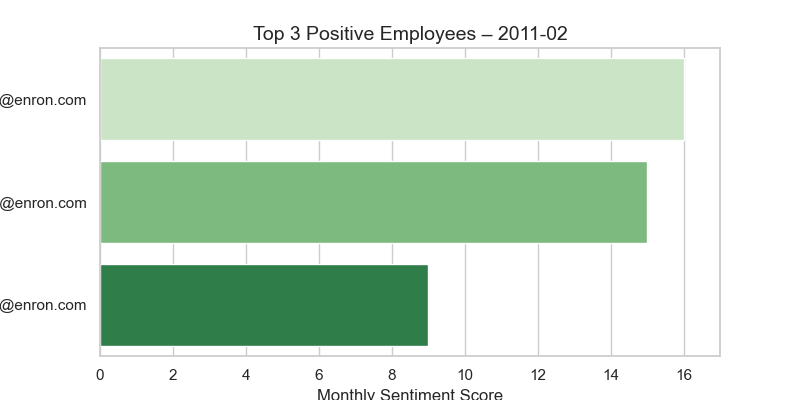 Top 3 Positive Employees – 2011-02
@enron.com
@enron.com
@enron.com
0 2 4 6 8 10 12 14 16
Monthly Sentiment Score